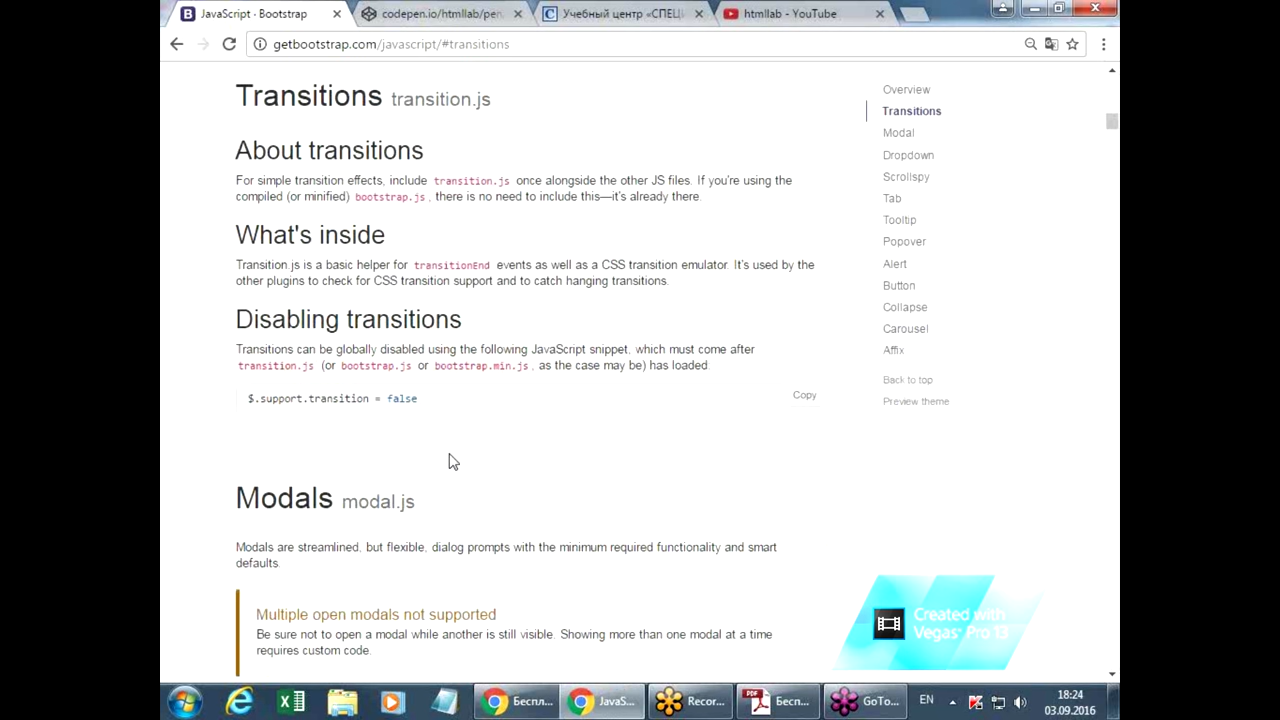 JavaScript · Bootstrap
codepen.io/htmllab/pen
Учебный центр «СПЕЦИ
htmllab - YouTube
getbootstrap.com/javascript/#transitions
Transitions transition.js
About transitions
For simple transition effects, include transition.js once alongside the other JS files. If you're using the
compiled (or minified) bootstrap.js, there is no need to include this—it's already there.
What's inside
Transition.js is a basic helper for transitionEnd events as well as a CSS transition emulator. It's used by the
other plugins to check for CSS transition support and to catch hanging transitions.
Disabling transitions
Transitions can be globally disabled using the following JavaScript snippet, which must come after
transition.js (or bootstrap.js or bootstrap.min.js, as the case may be) has loaded:
Copy
$.support.transition = false
Modals modal.js
Modals are streamlined, but flexible, dialog prompts with the minimum required functionality and smart
defaults.
Multiple open modals not supported
Be sure not to open a modal while another is still visible. Showing more than one modal at a time
requires custom code.
Overview
Transitions
Modal
Dropdown
Scrollspy
Tab
Tooltip
Popover
Alert
Button
Collapse
Carousel
Affix
Back to top
Preview theme
Created with
Vegas Pro 13
Беспл...
JavaS...
Recor...
Бесп...
GoTo...
EN
18:24
03.09.2016